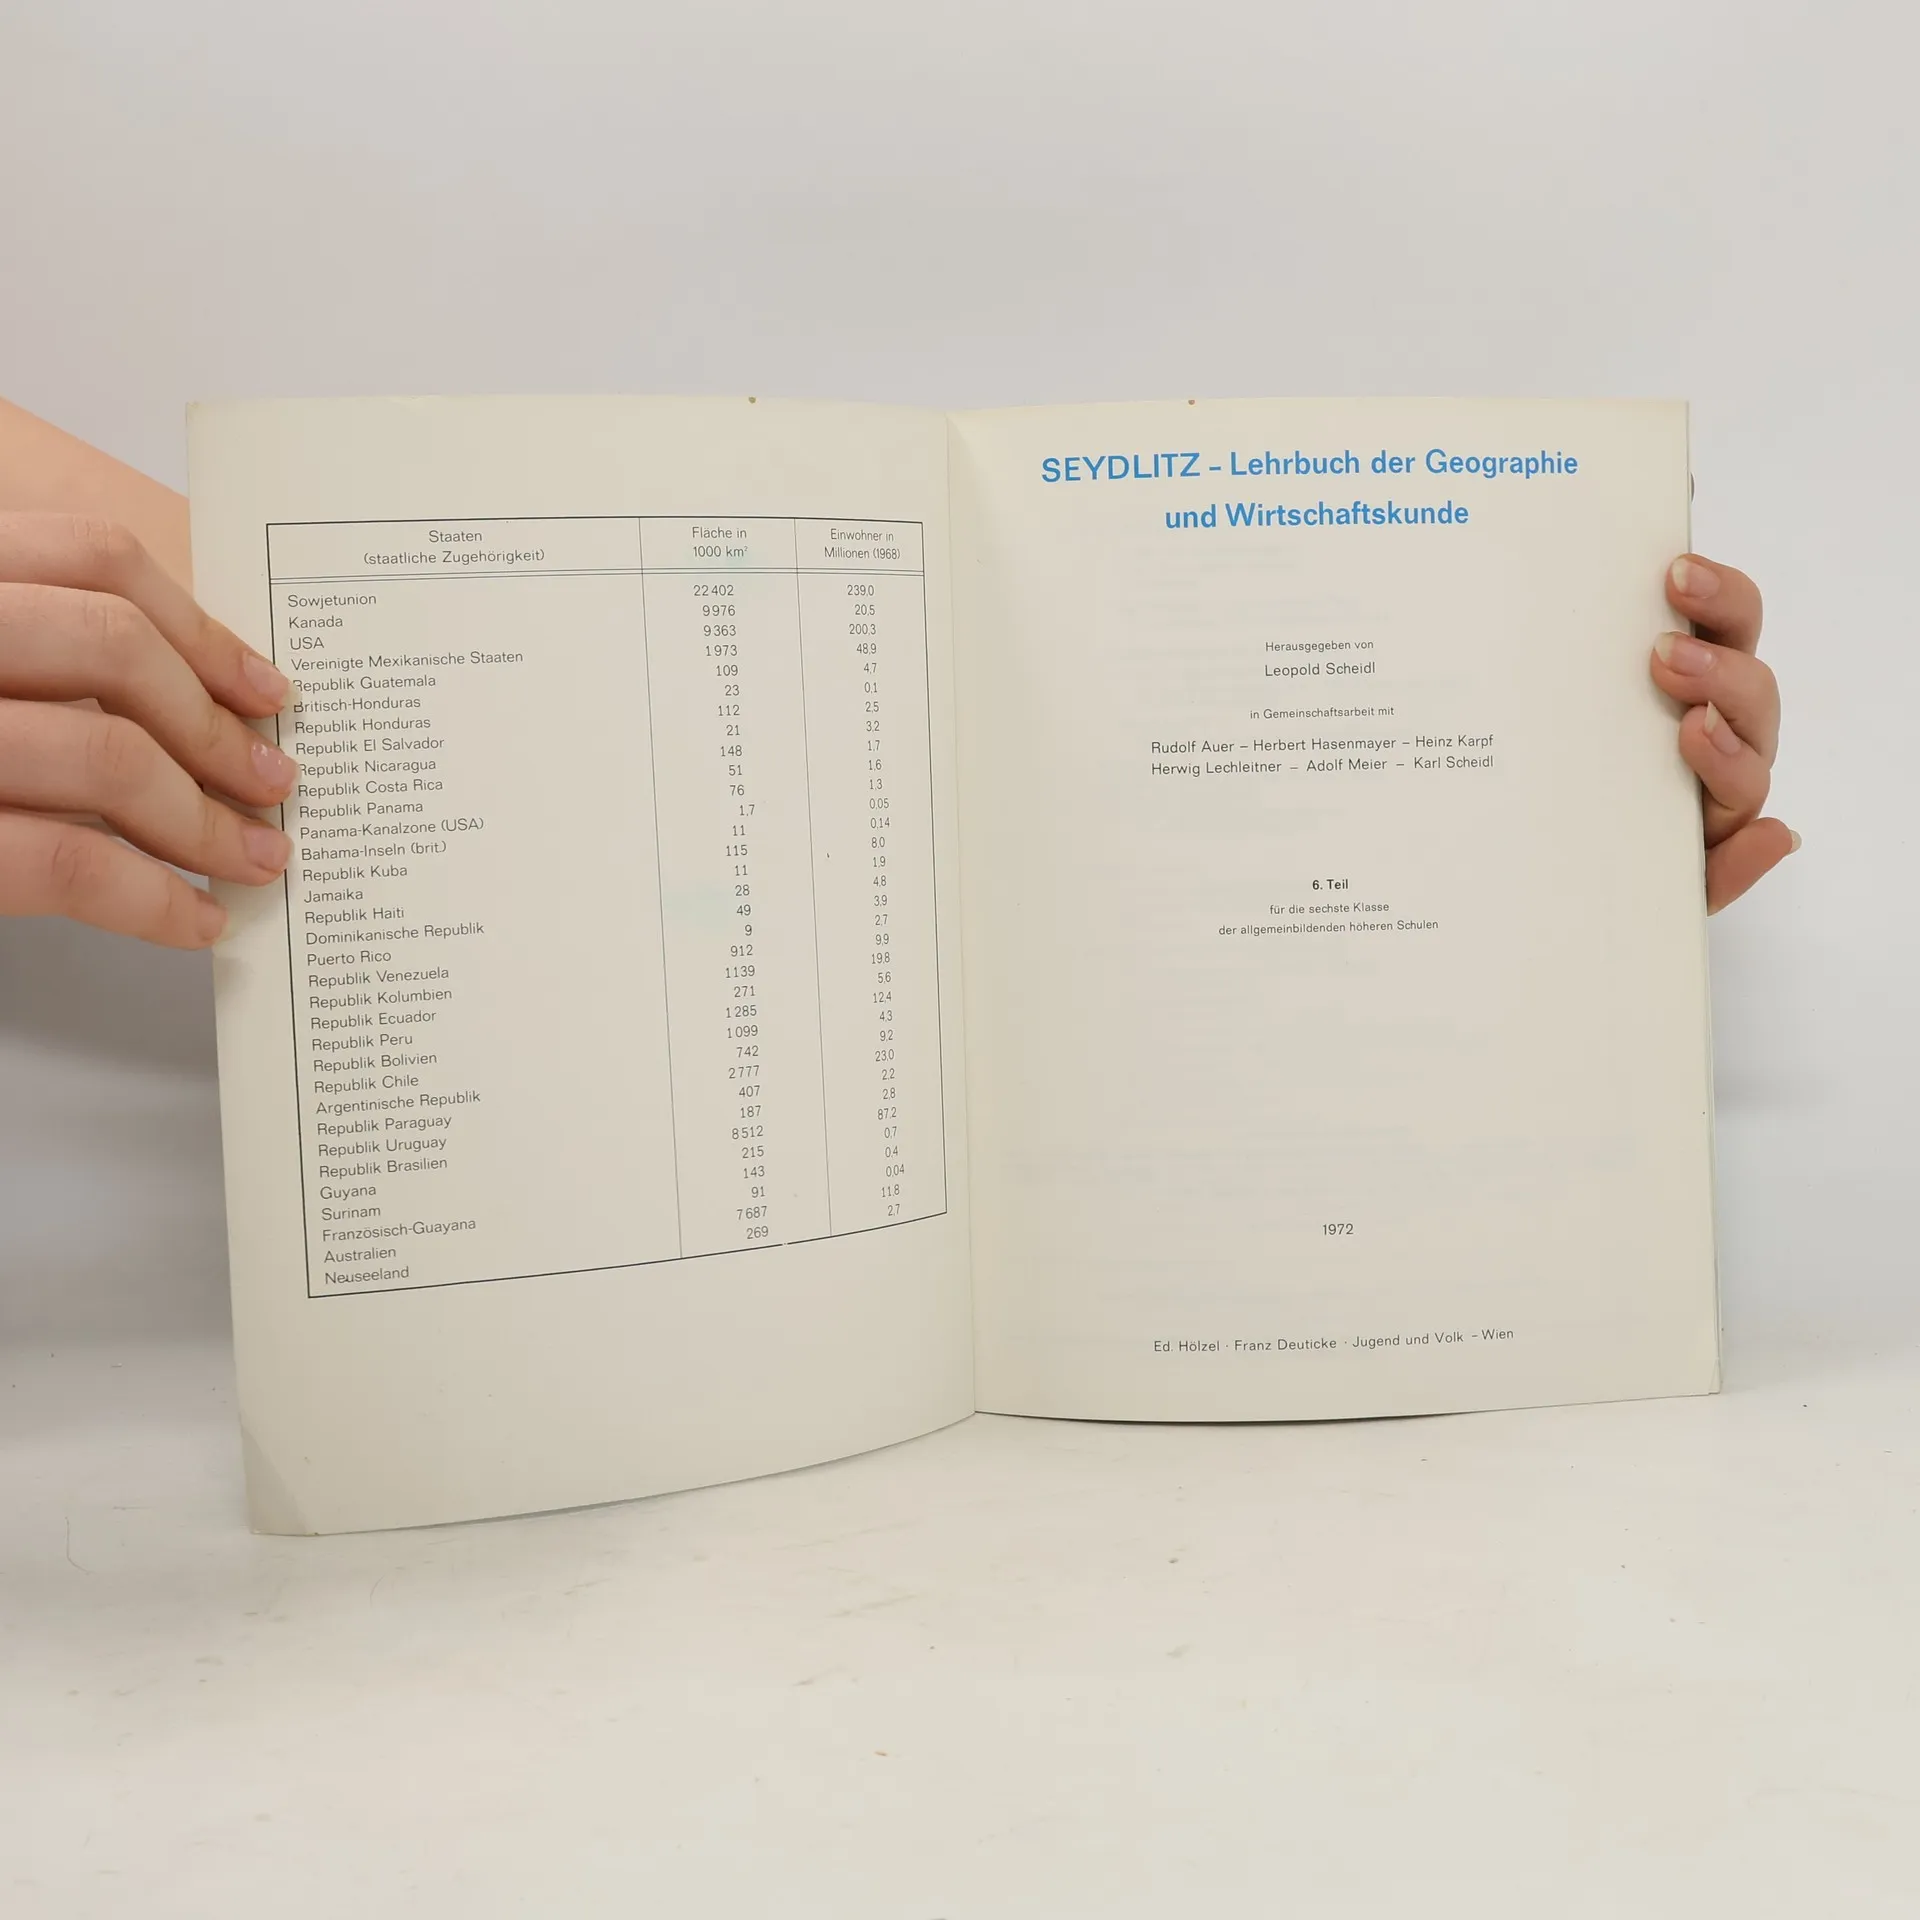 Staaten Fläche in Einwohner in
(staatliche Zugehörigkeit) 1000 km² Millionen (1968)
Sowjetunion 22 402 239,0
Kanada 9 976 20,5
USA 9 363 200,3
Vereinigte Mexikanische Staaten 1 973 48,9
Republik Guatemala 109 4,7
Britisch-Honduras 23 0,1
Republik Honduras 112 2,5
Republik El Salvador 21 3,2
Republik Nicaragua 148 1,7
Republik Costa Rica 51 1,6
Republik Panama 76 1,3
Panama-Kanalzone (USA) 1,7 0,05
Bahama-Inseln (brit.) 11 0,14
Republik Kuba 115 8,0
Jamaika 11 1,9
Republik Haiti 28 4,8
Dominikanische Republik 49 3,9
Puerto Rico 9 2,7
Republik Venezuela 912 9,9
Republik Kolumbien 1 139 19,8
Republik Ecuador 271 5,6
Republik Peru 1 285 12,4
Republik Bolivien 1 099 4,3
Republik Chile 742 9,2
Argentinische Republik 2 777 23,0
Republik Paraguay 407 2,2
Republik Uruguay 187 2,8
Republik Brasilien 8 512 87,2
Guyana 215 0,7
Surinam 143 0,4
Französisch-Guayana 91 0,04
Australien 7 687 11,8
Neuseeland 269 2,7
SEYDLITZ – Lehrbuch der Geographie
und Wirtschaftskunde
Herausgegeben von
Leopold Scheidl
in Gemeinschaftsarbeit mit
Rudolf Auer – Herbert Hasenmayer – Heinz Karpf
Herwig Lechleitner – Adolf Meier – Karl Scheidl
6. Teil
für die sechste Klasse
der allgemeinbildenden höheren Schulen
1972
Ed. Hölzel · Franz Deuticke · Jugend und Volk – Wien